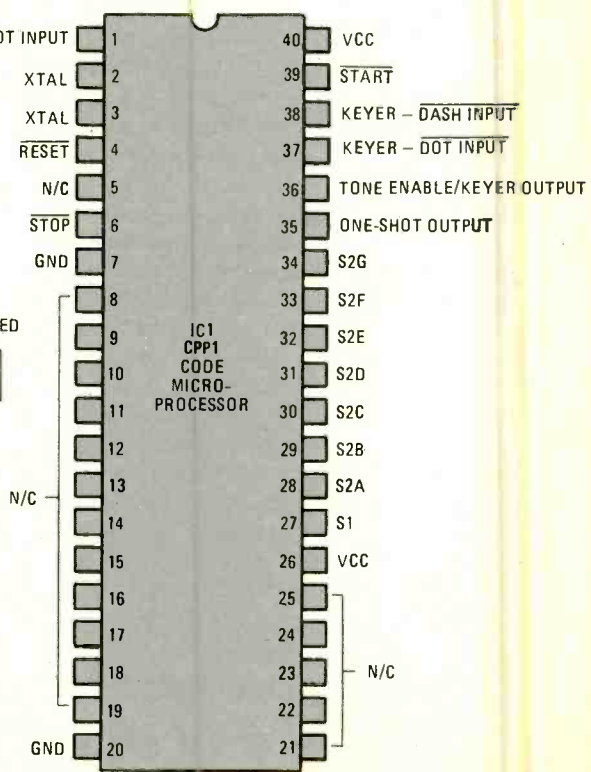 INPUT 1 40 VCC
XTAL 2 39 START
XTAL 3 38 KEYER – DASH INPUT
RESET 4 37 KEYER – DOT INPUT
N/C 5 36 TONE ENABLE/KEYER OUTPUT
STOP 6 35 ONE-SHOT OUTPUT
GND 7 34 S2G
8 33 S2F
9 32 S2E
10 31 S2D
11 30 S2C
12 29 S2B
13 28 S2A
14 27 S1
15 26 VCC
16 25
17 24
18 23
19 22
GND 20 21
IC1
CPP1
CODE
MICRO-
PROCESSOR
N/C
N/C
ED